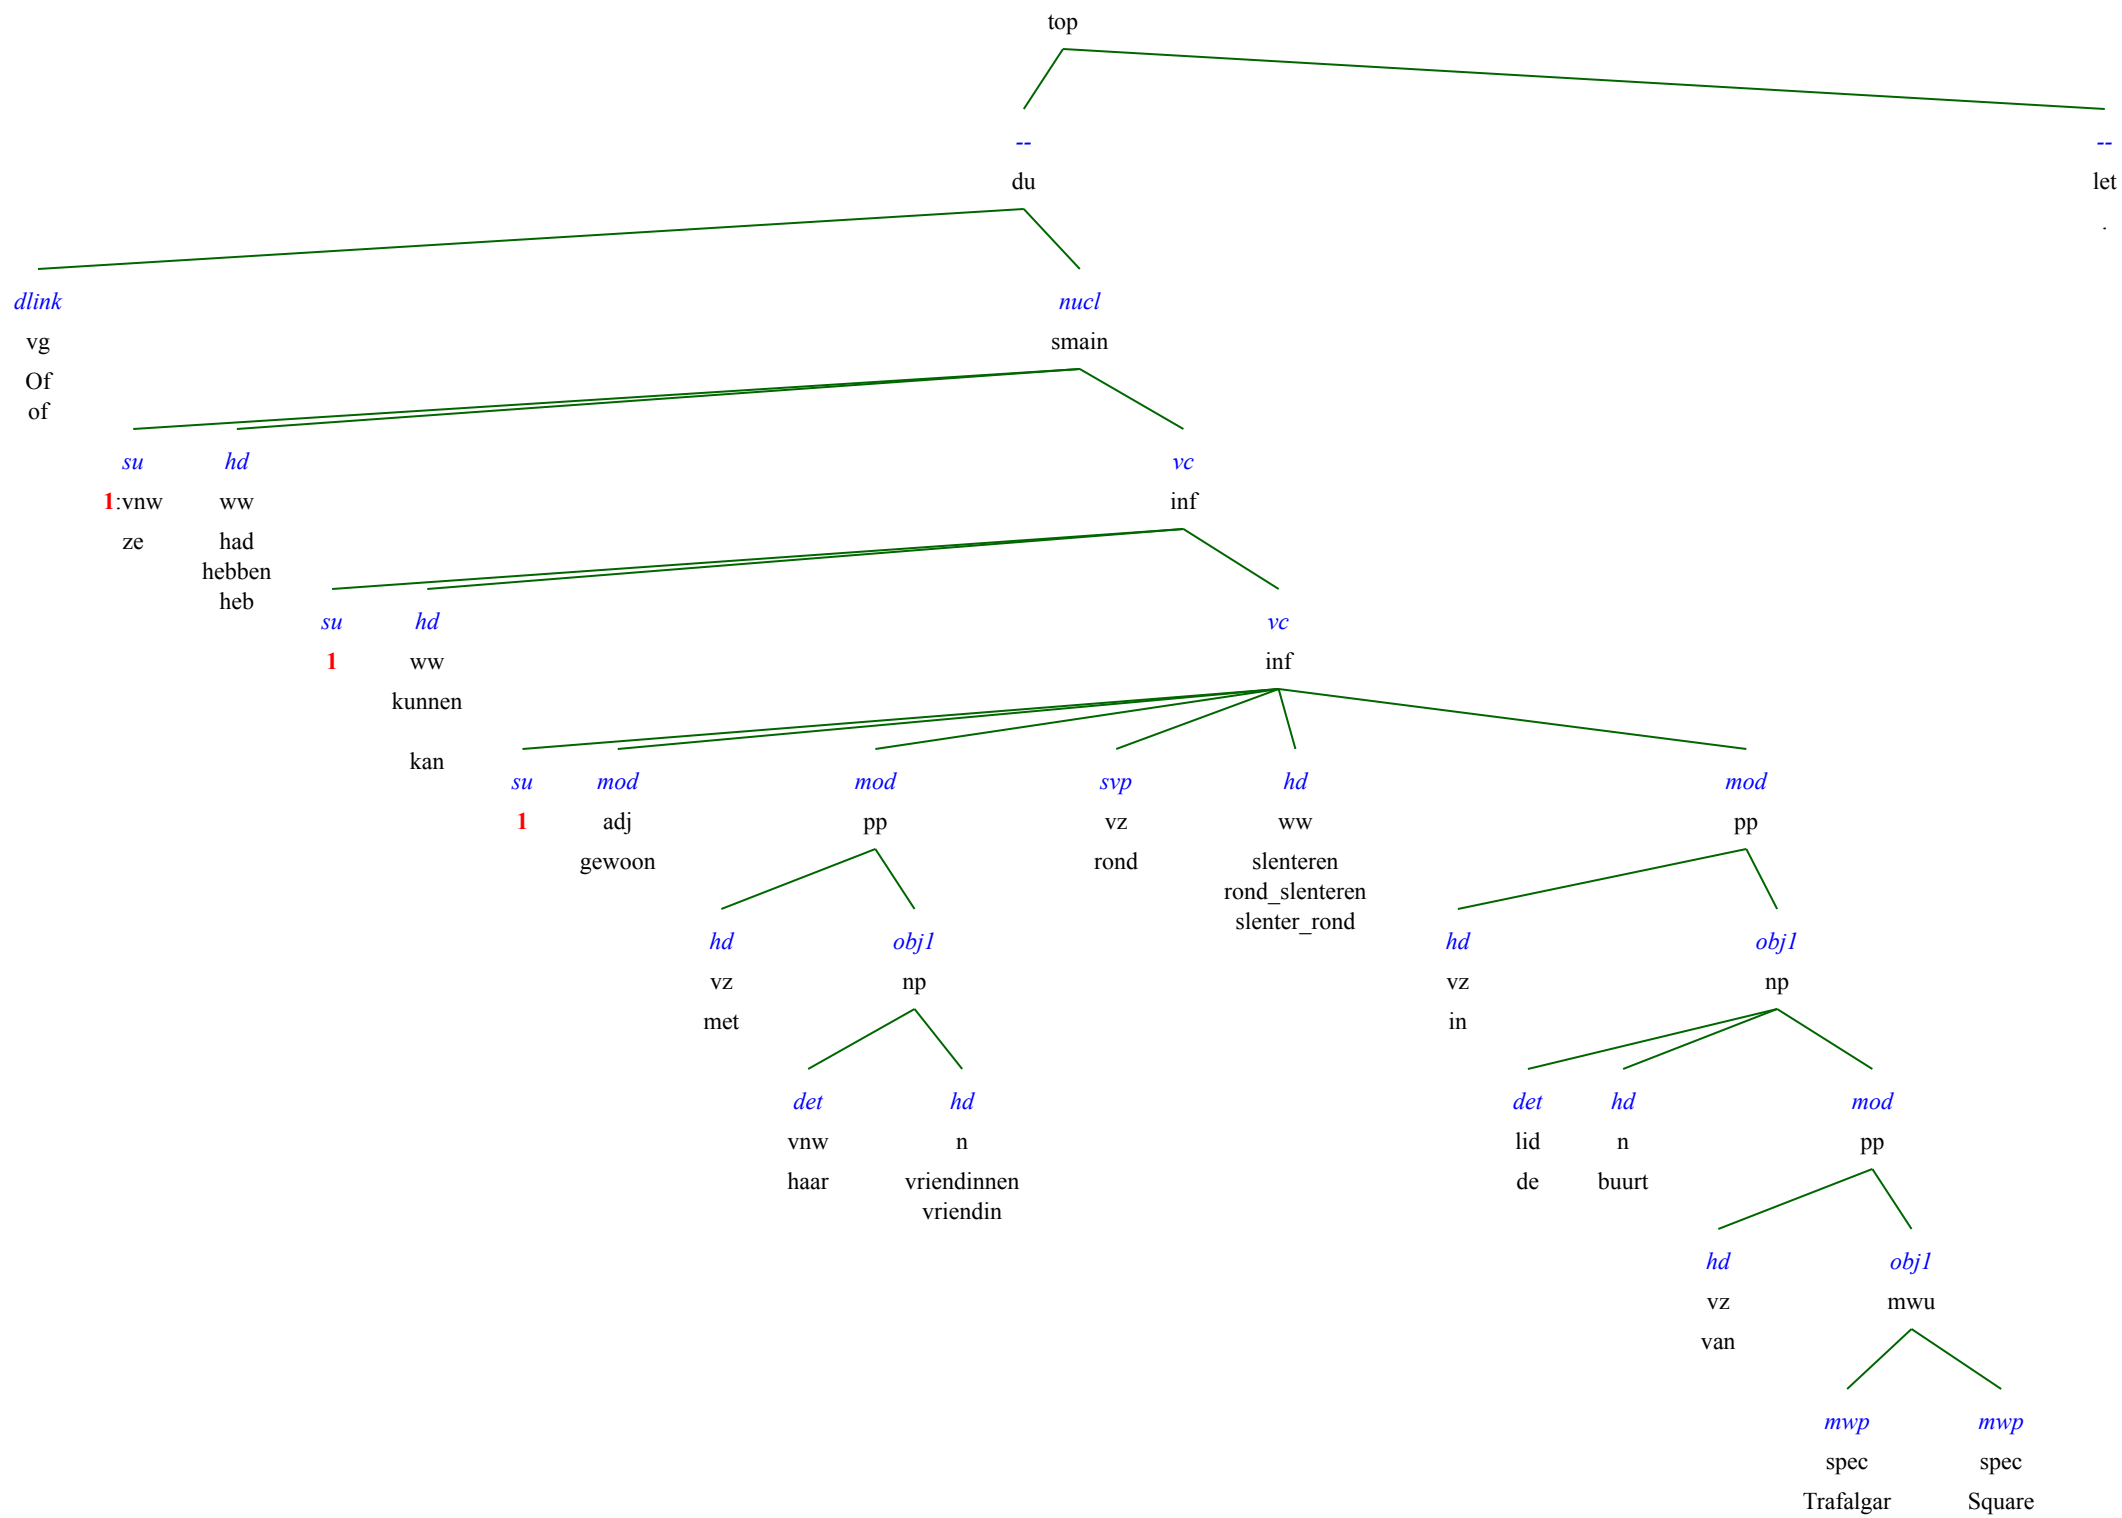 top
-- --
du let
.
dlink nucl
vg smain
Of
of
su hd vc
1:vnw ww inf
ze had
hebben
heb
su hd vc
1 ww inf
kunnen
kan
su mod mod svp hd mod
1 adj pp vz ww pp
gewoon rond slenteren
rond_slenteren
slenter_rond
hd obj1 hd obj1
vz np vz np
met in
det hd det hd mod
vnw n lid n pp
haar vriendinnen de buurt
vriendin
hd obj1
vz mwu
van
mwp mwp
spec spec
Trafalgar Square